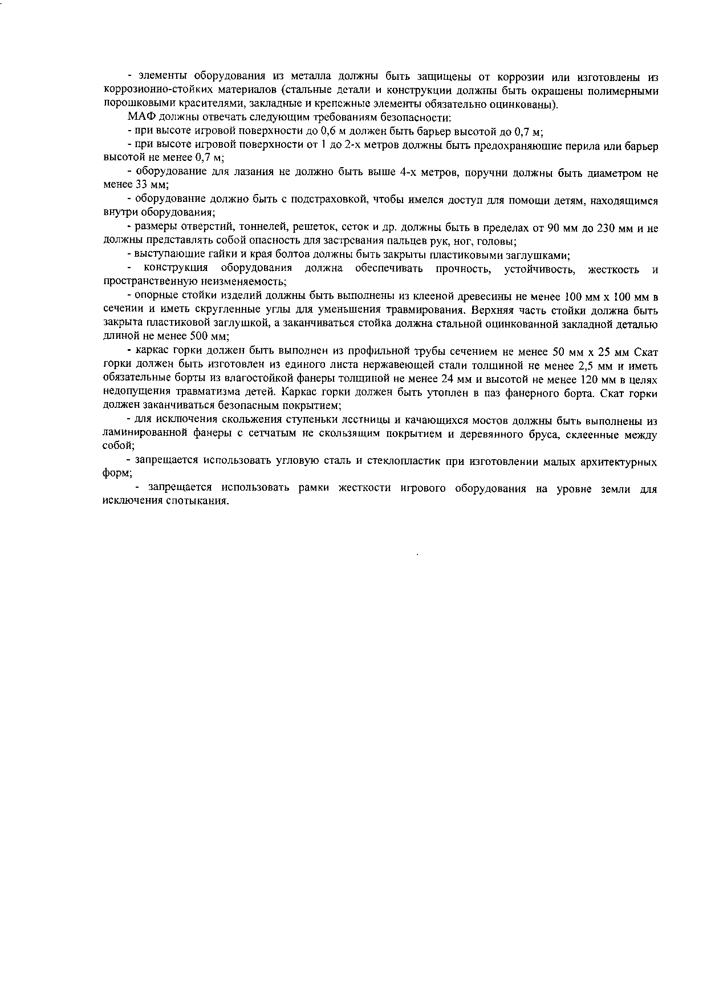 - элементы оборудования из металла должны быть защищены от коррозии или изготовлены из
коррозионно-стойких материалов (стальные детали и конструкции должны быть окрашены полимерными
порошковыми красителями, закладные и крепежные элементы обязательно оцинкованы).
МАФ должны отвечать следующим требованиям безопасности:
- при высоте игровой поверхности до 0,6 м должен быть барьер высотой до 0,7 м;
- при высоте игровой поверхности от 1 до 2-х метров должны быть предохраняющие перила или барьер
высотой не менее 0,7 м;
- оборудование для лазания не должно быть выше 4-х метров, поручни должны быть диаметром не
менее 33 мм;
- оборудование должно быть с подстраховкой, чтобы имелся доступ для помощи детям, находящимся
внутри оборудования;
- размеры отверстий, тоннелей, решеток, сеток и др. должны быть в пределах от 90 мм до 230 мм и не
должны представлять собой опасность для застревания пальцев рук, ног, головы;
- выступающие гайки и края болтов должны быть закрыты пластиковыми заглушками;
- конструкция оборудования должна обеспечивать прочность, устойчивость, жесткость и
пространственную неизменяемость;
- опорные стойки изделий должны быть выполнены из клееной древесины не менее 100 мм х 100 мм в
сечении и иметь скругленные углы для уменьшения травмирования. Верхняя часть стойки должна быть
закрыта пластиковой заглушкой, а заканчиваться стойка должна стальной оцинкованной закладной деталью
длиной не менее 500 мм;
- каркас горки должен быть выполнен из профильной трубы сечением не менее 50 мм х 25 мм Скат
горки должен быть изготовлен из единого листа нержавеющей стали толщиной не менее 2,5 мм и иметь
обязательные борты из влагостойкой фанеры толщиной не менее 24 мм и высотой не менее 120 мм в целях
недопущения травматизма детей. Каркас горки должен быть утоплен в паз фанерного борта. Скат горки
должен заканчиваться безопасным покрытием;
- для исключения скольжения ступеньки лестницы и качающихся мостов должны быть выполнены из
ламинированной фанеры с сетчатым не скользящим покрытием и деревянного бруса, склеенные между
собой;
- запрещается использовать угловую сталь и стеклопластик при изготовлении малых архитектурных
форм;
- запрещается использовать рамки жесткости игрового оборудования на уровне земли для
исключения спотыкания.